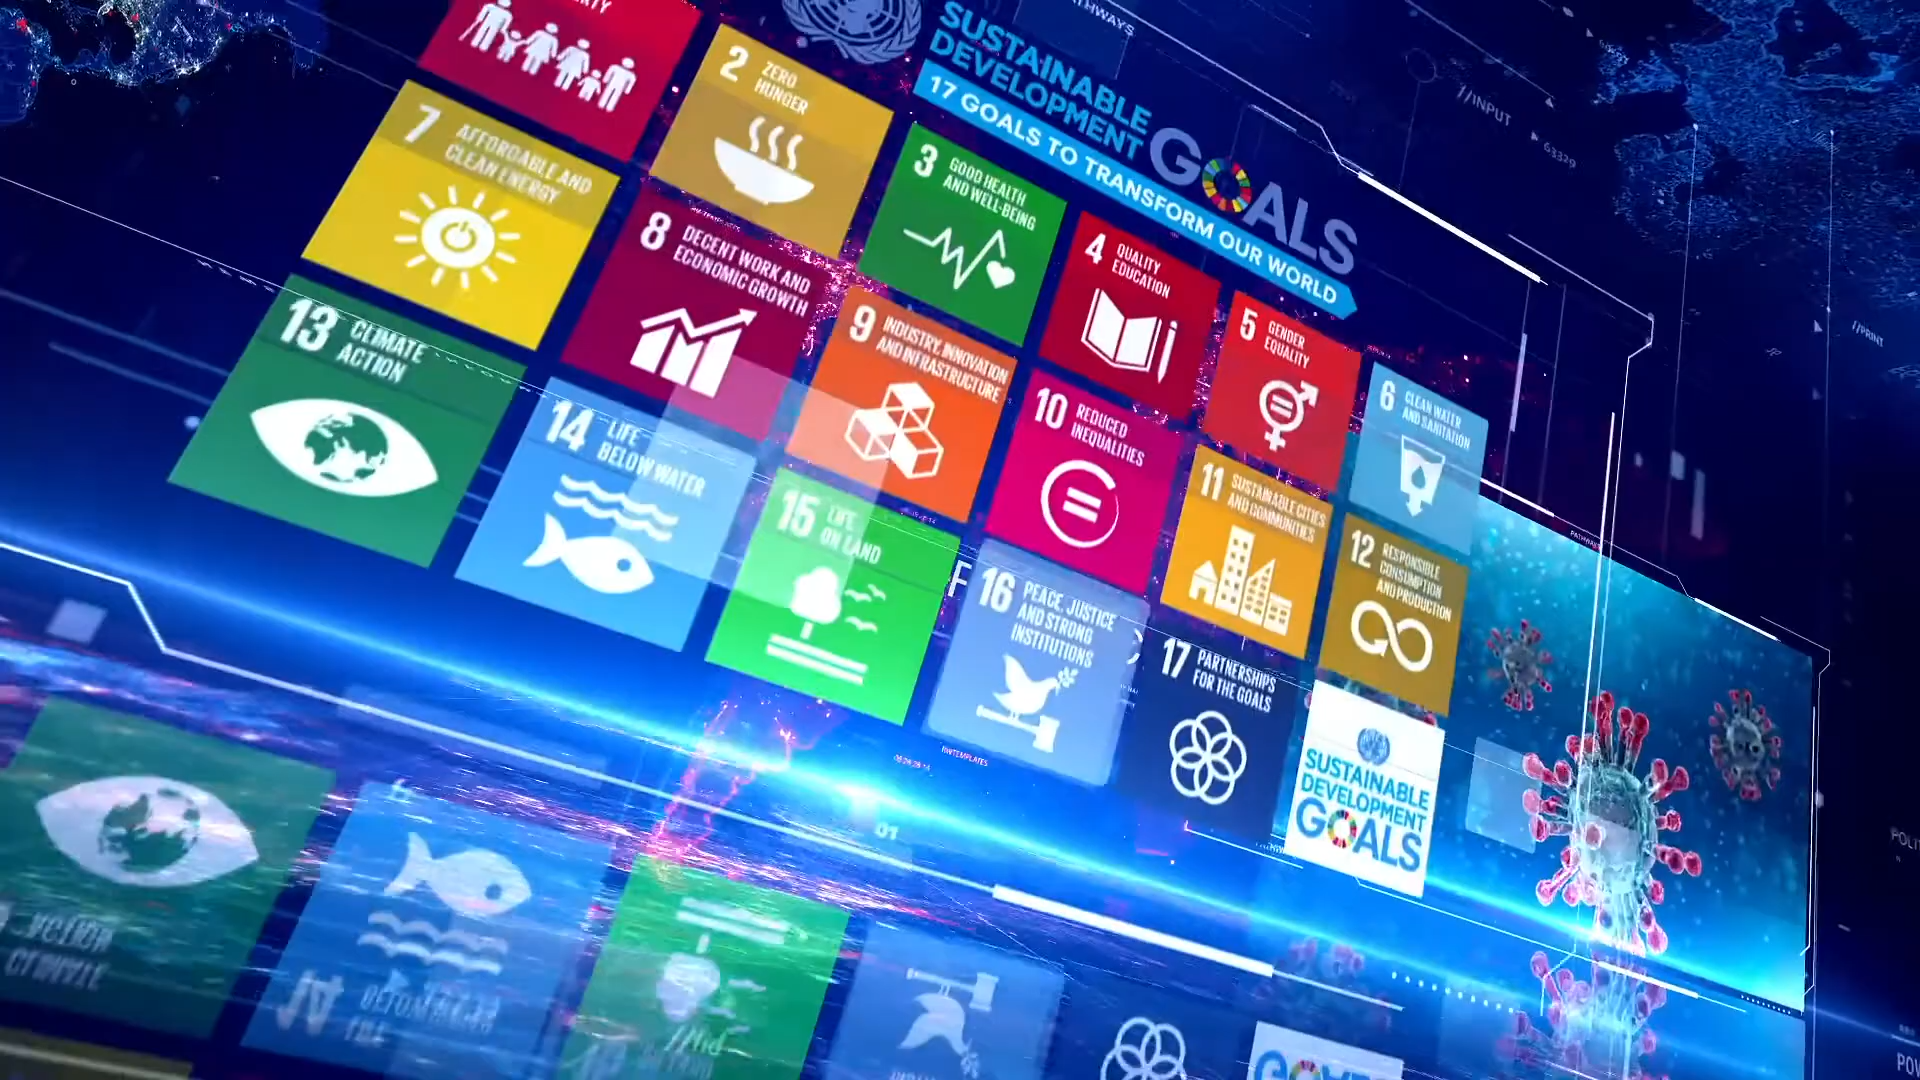 SUSTAINABLE
DEVELOPMENT
GOALS
17 GOALS TO TRANSFORM OUR WORLD
2 ZERO
HUNGER
3 GOOD HEALTH
AND WELL-BEING
4 QUALITY
EDUCATION
5 GENDER
EQUALITY
6 CLEAN WATER
AND SANITATION
7 AFFORDABLE AND
CLEAN ENERGY
8 DECENT WORK AND
ECONOMIC GROWTH
9 INDUSTRY, INNOVATION
AND INFRASTRUCTURE
10 REDUCED
INEQUALITIES
11 SUSTAINABLE CITIES
AND COMMUNITIES
12 RESPONSIBLE
CONSUMPTION
AND PRODUCTION
13 CLIMATE
ACTION
14 LIFE
BELOW WATER
15 LIFE
ON LAND
16 PEACE, JUSTICE
AND STRONG
INSTITUTIONS
17 PARTNERSHIPS
FOR THE GOALS
SUSTAINABLE
DEVELOPMENT
GOALS
//INPUT
63329
//PRINT
01